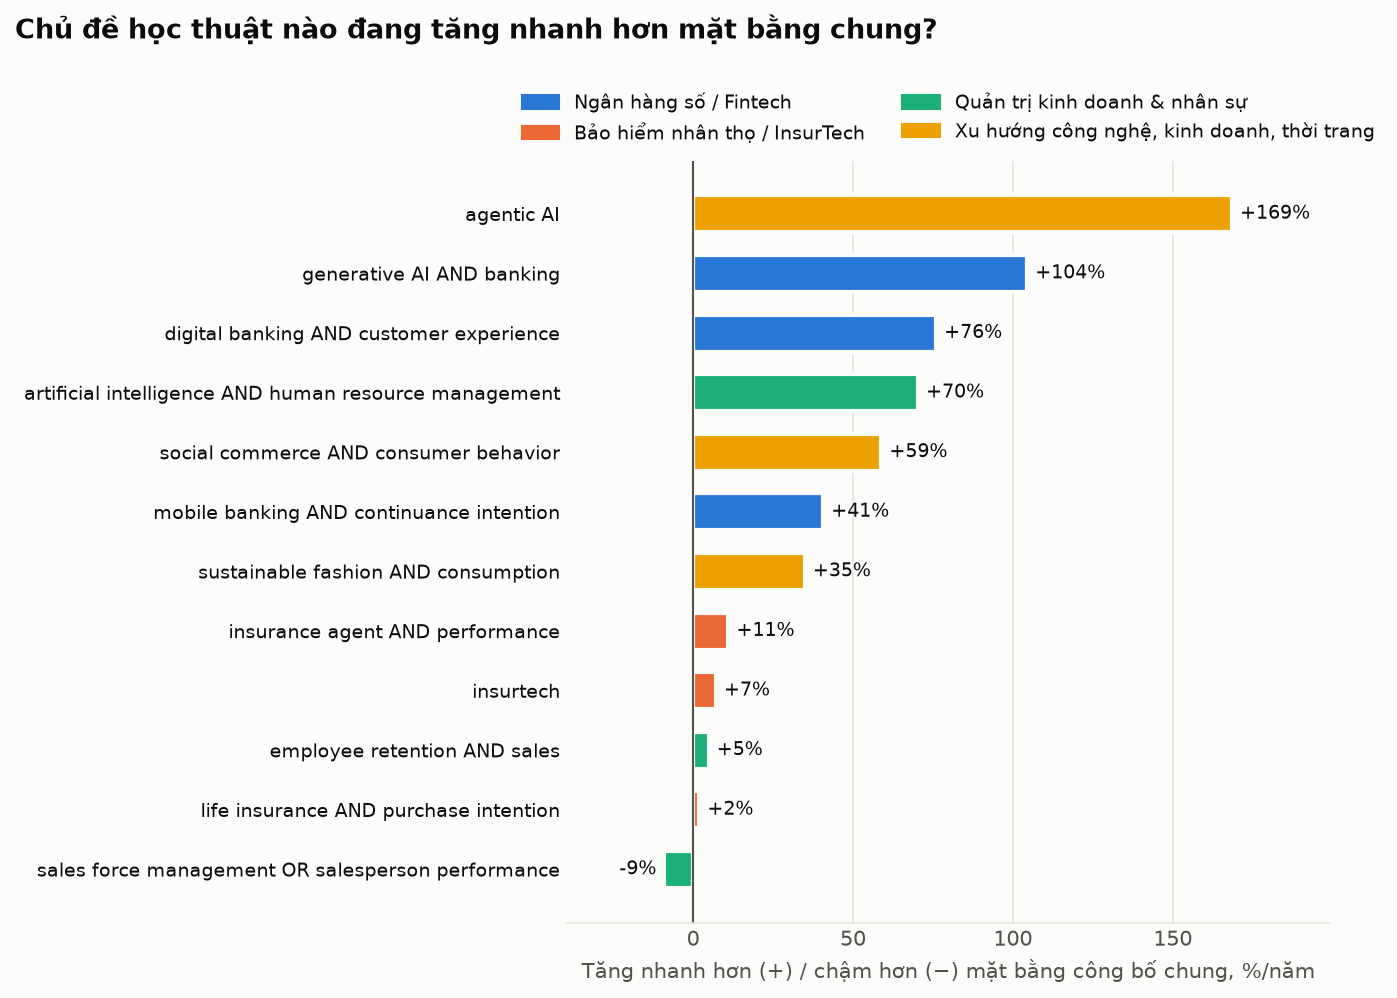 Chủ đề học thuật nào đang tăng nhanh hơn mặt bằng chung?
Ngân hàng số / Fintech
Bảo hiểm nhân thọ / InsurTech
Quản trị kinh doanh & nhân sự
Xu hướng công nghệ, kinh doanh, thời trang
agentic AI +169%
generative AI AND banking +104%
digital banking AND customer experience +76%
artificial intelligence AND human resource management +70%
social commerce AND consumer behavior +59%
mobile banking AND continuance intention +41%
sustainable fashion AND consumption +35%
insurance agent AND performance +11%
insurtech +7%
employee retention AND sales +5%
life insurance AND purchase intention +2%
sales force management OR salesperson performance -9%
0 50 100 150
Tăng nhanh hơn (+) / chậm hơn (−) mặt bằng công bố chung, %/năm